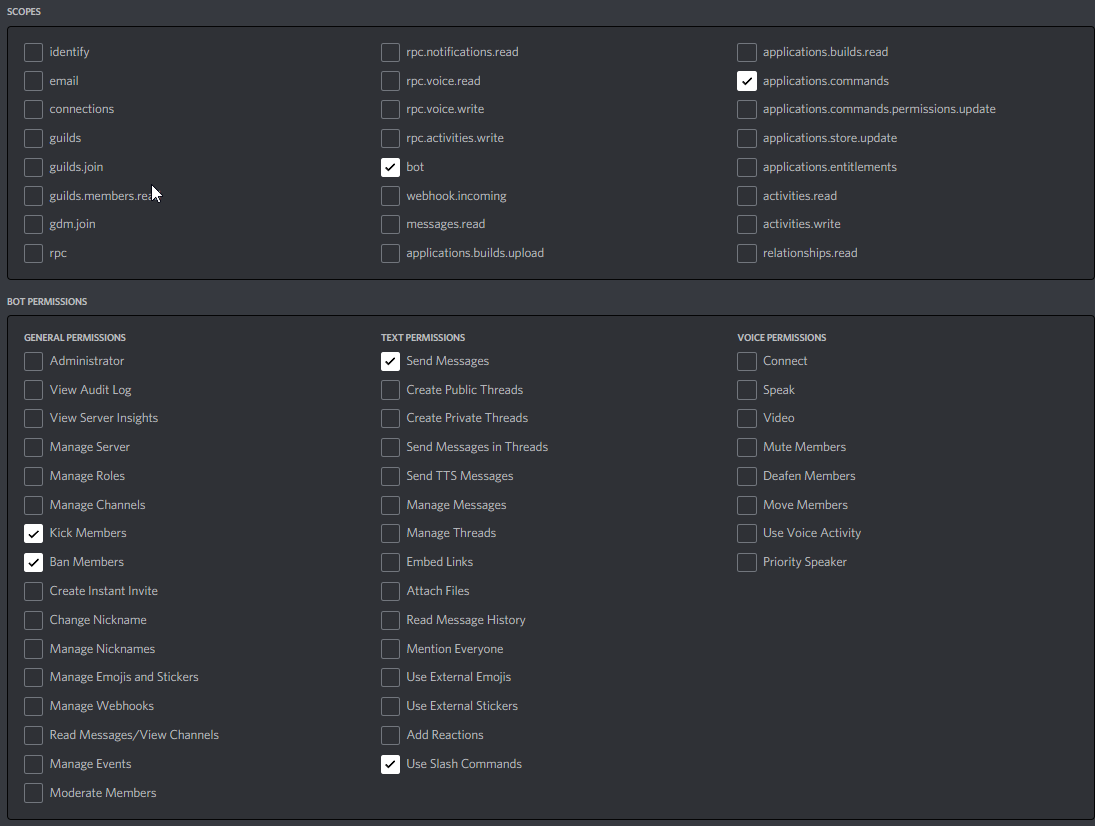 SCOPES
identify
email
connections
guilds
guilds.join
guilds.members.read
gdm.join
rpc
rpc.notifications.read
rpc.voice.read
rpc.voice.write
rpc.activities.write
bot
webhook.incoming
messages.read
applications.builds.upload
applications.builds.read
applications.commands
applications.commands.permissions.update
applications.store.update
applications.entitlements
activities.read
activities.write
relationships.read
BOT PERMISSIONS
GENERAL PERMISSIONS
Administrator
View Audit Log
View Server Insights
Manage Server
Manage Roles
Manage Channels
Kick Members
Ban Members
Create Instant Invite
Change Nickname
Manage Nicknames
Manage Emojis and Stickers
Manage Webhooks
Read Messages/View Channels
Manage Events
Moderate Members
TEXT PERMISSIONS
Send Messages
Create Public Threads
Create Private Threads
Send Messages in Threads
Send TTS Messages
Manage Messages
Manage Threads
Embed Links
Attach Files
Read Message History
Mention Everyone
Use External Emojis
Use External Stickers
Add Reactions
Use Slash Commands
VOICE PERMISSIONS
Connect
Speak
Video
Mute Members
Deafen Members
Move Members
Use Voice Activity
Priority Speaker